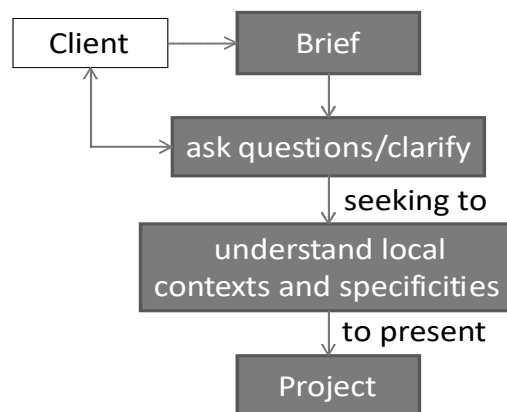 Client
Brief
ask questions/clarify
seeking to
understand local
contexts and specificities
to present
Project